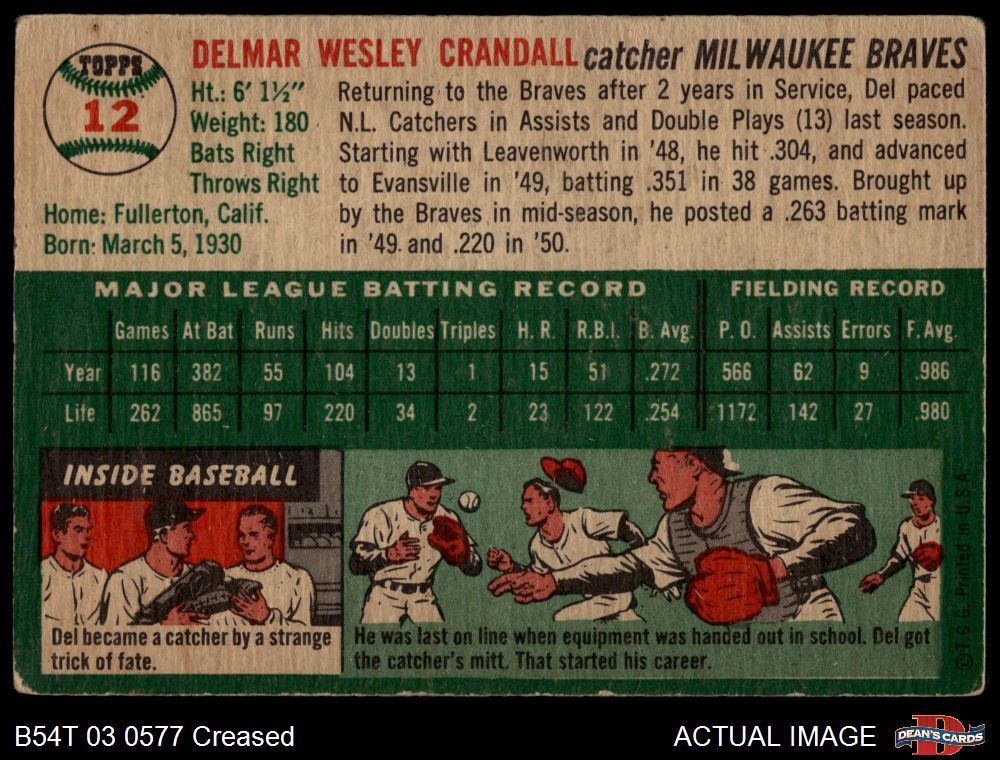 TOPPS
12
DELMAR WESLEY CRANDALL catcher MILWAUKEE BRAVES
Ht.: 6' 1½"
Weight: 180
Bats Right
Throws Right
Home: Fullerton, Calif.
Born: March 5, 1930
Returning to the Braves after 2 years in Service, Del paced
N.L. Catchers in Assists and Double Plays (13) last season.
Starting with Leavenworth in '48, he hit .304, and advanced
to Evansville in '49, batting .351 in 38 games. Brought up
by the Braves in mid-season, he posted a .263 batting mark
in '49 and .220 in '50.
MAJOR LEAGUE BATTING RECORD FIELDING RECORD
Games At Bat Runs Hits Doubles Triples H. R. R.B.I. B. Avg. P. O. Assists Errors F. Avg.
Year 116 382 55 104 13 1 15 51 .272 566 62 9 .986
Life 262 865 97 220 34 2 23 122 .254 1172 142 27 .980
INSIDE BASEBALL
Del became a catcher by a strange
trick of fate.
He was last on line when equipment was handed out in school. Del got
the catcher's mitt. That started his career.
©T.C.G. Printed in U.S.A.
B54T 03 0577 Creased
ACTUAL IMAGE
D
DEAN'S CARDS